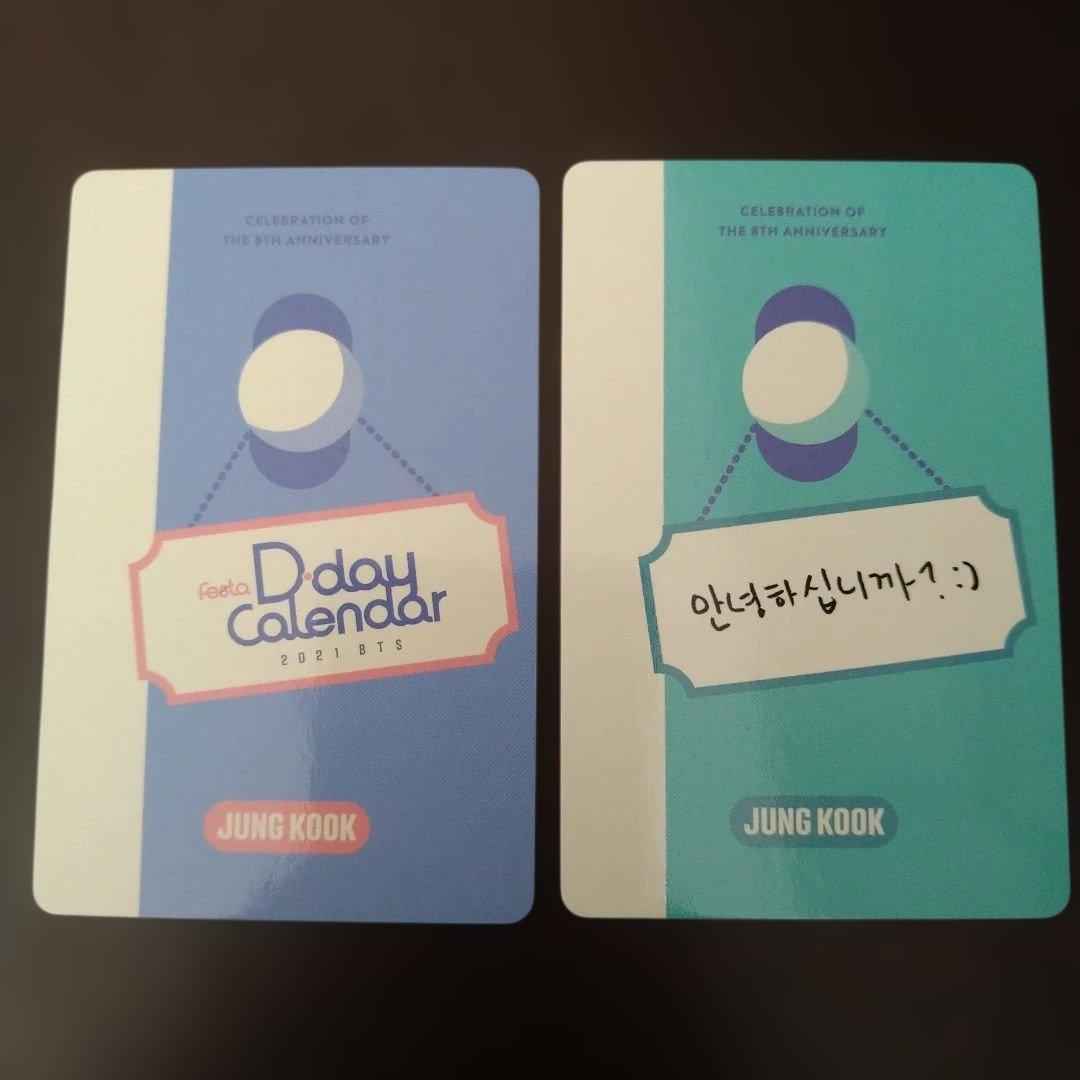 CELEBRATION OF
THE 8TH ANNIVERSARY
festa D·day
Calendar
2021 BTS
JUNG KOOK
CELEBRATION OF
THE 8TH ANNIVERSARY
안녕하십니까? :)
JUNG KOOK